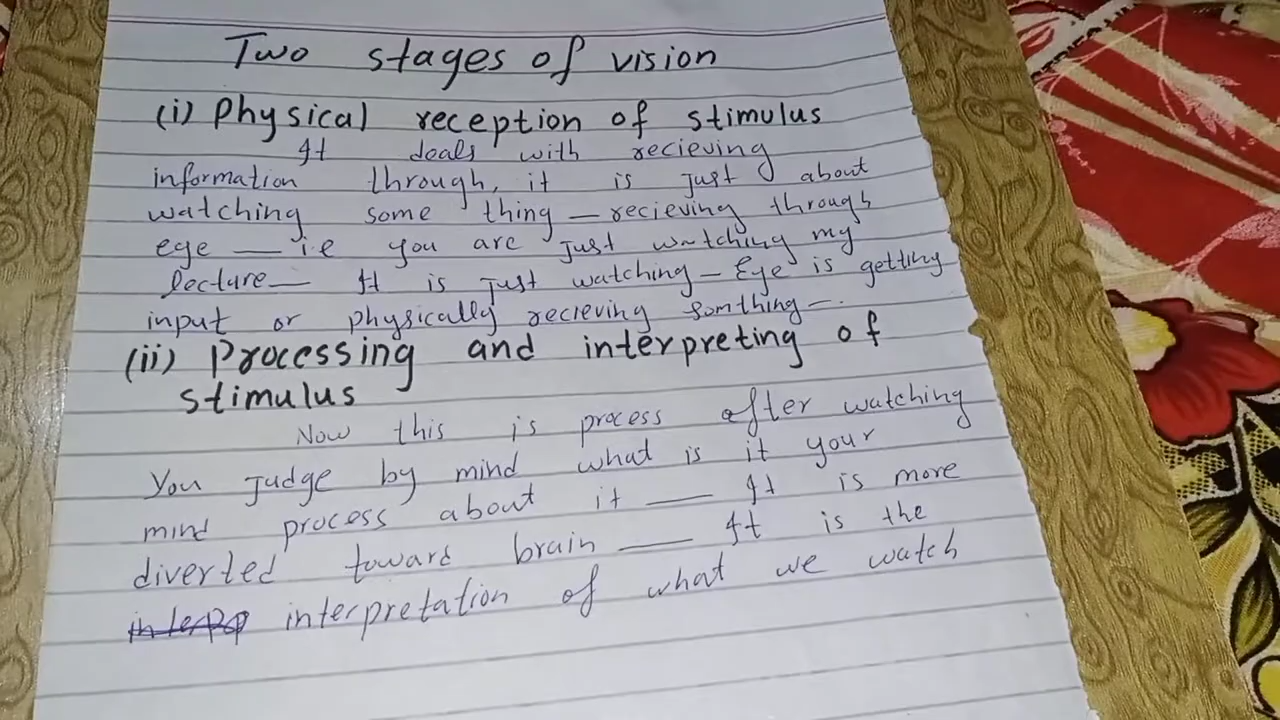 Two stages of vision
(i) Physical reception of stimulus
It deals with recieving
information through, it is just about
watching some thing — recieving through
eye — i.e you are just watching my
lecture — It is just watching — Eye is getting
input or physically recieving somthing —.
(ii) Processing and interpreting of
stimulus
Now this is process after watching
You judge by mind what is it your
mind process about it — It is more
diverted toward brain — It is the
interpretation of what we watch